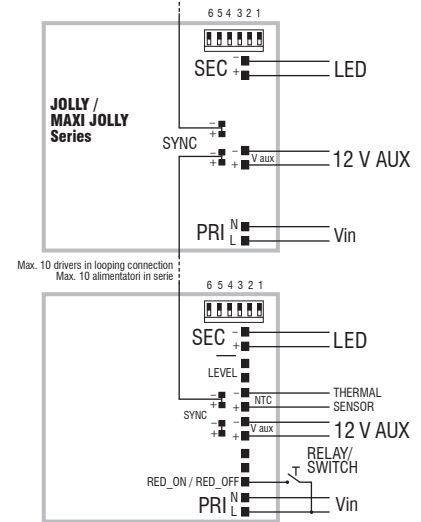 6 5 4 3 2 1
SEC - +
LED
JOLLY /
MAXI JOLLY
Series
SYNC - +
- + - + V aux
12 V AUX
PRI N L
Vin
Max. 10 drivers in looping connection
Max. 10 alimentatori in serie
6 5 4 3 2 1
SEC - +
LED
LEVEL
- + - + NTC
THERMAL
SENSOR
SYNC
- + - + V aux
12 V AUX
RELAY/
SWITCH
RED_ON / RED_OFF
PRI N L
Vin